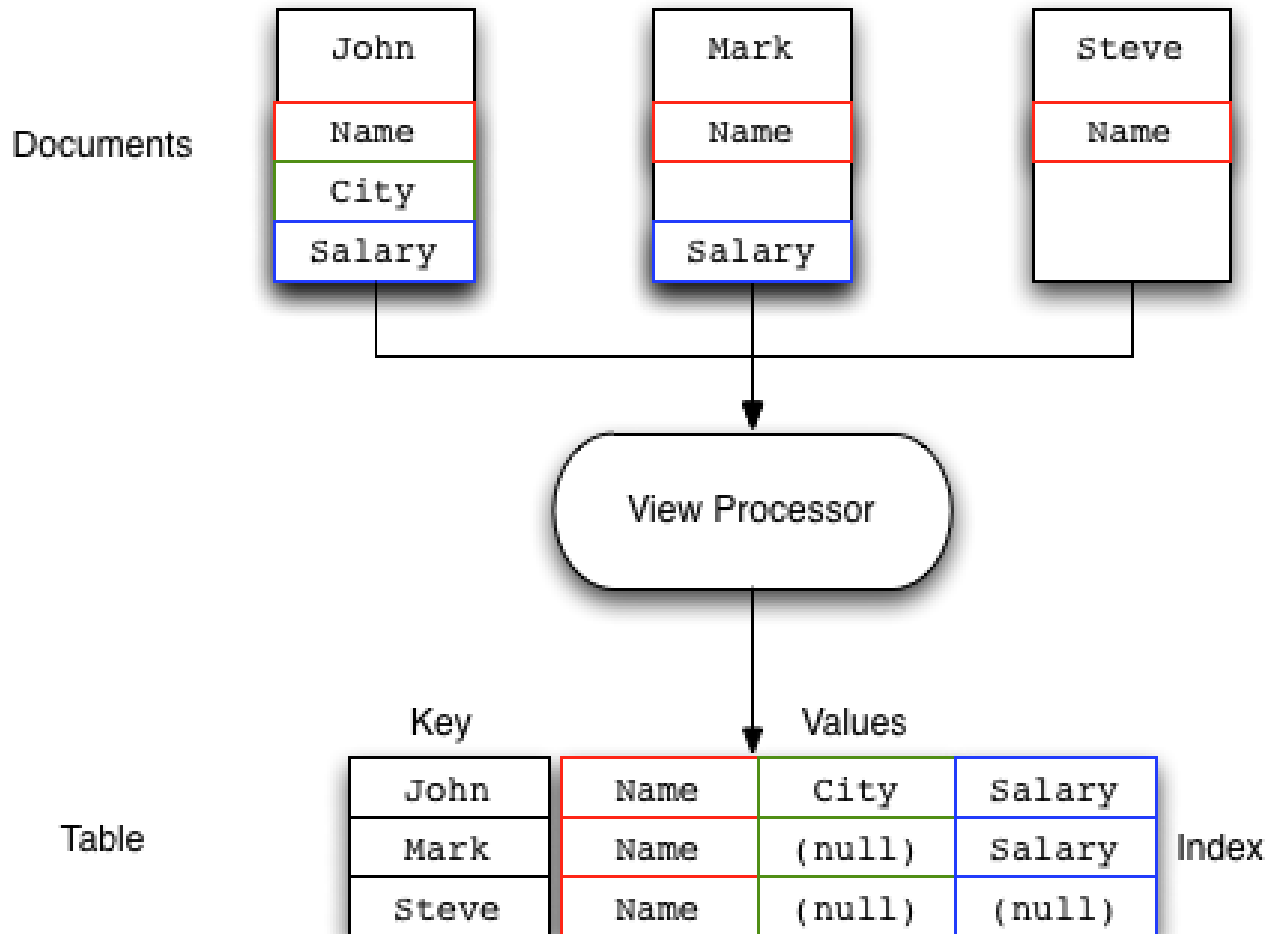 John Mark Steve
Documents Name Name Name
City
Salary Salary
View Processor
Key Values
John Name City Salary
Table Mark Name (null) Salary Index
Steve Name (null) (null)